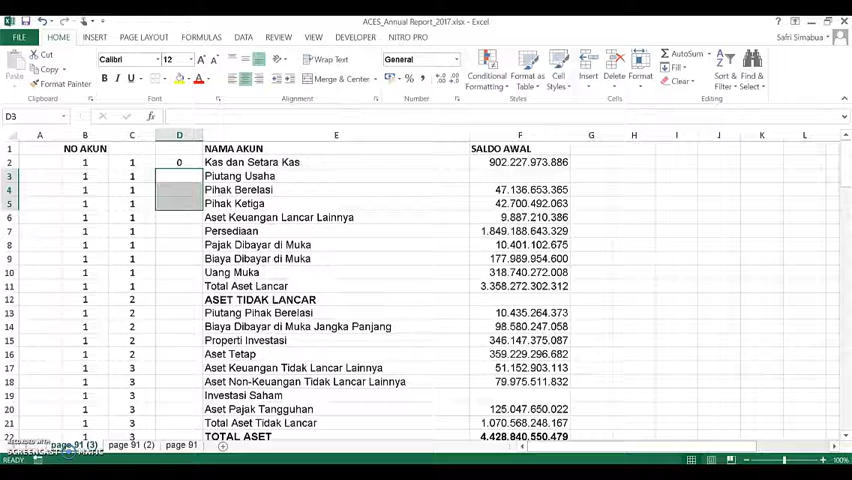 ACES_Annual Report_2017.xlsx - Excel
FILE HOME INSERT PAGE LAYOUT FORMULAS DATA REVIEW VIEW DEVELOPER NITRO PRO Safri Simabua
Cut Calibri 12 Wrap Text General AutoSum
Paste Copy Conditional Format as Cell Insert Delete Format Fill Sort & Find &
Format Painter Merge & Center Formatting Table Styles Clear Filter Select
Clipboard Font Alignment Number Styles Cells Editing
D3
A B C D E F G H I J K L
1 NO AKUN NAMA AKUN SALDO AWAL
2 1 1 0 Kas dan Setara Kas 902.227.973.886
3 1 1 Piutang Usaha
4 1 1 Pihak Berelasi 47.136.653.365
5 1 1 Pihak Ketiga 42.700.492.063
6 1 1 Aset Keuangan Lancar Lainnya 9.887.210.386
7 1 1 Persediaan 1.849.188.643.329
8 1 1 Pajak Dibayar di Muka 10.401.102.675
9 1 1 Biaya Dibayar di Muka 177.989.954.600
10 1 1 Uang Muka 318.740.272.008
11 1 1 Total Aset Lancar 3.358.272.302.312
12 1 2 ASET TIDAK LANCAR
13 1 2 Piutang Pihak Berelasi 10.435.264.373
14 1 2 Biaya Dibayar di Muka Jangka Panjang 98.580.247.058
15 1 2 Properti Investasi 346.147.375.087
16 1 2 Aset Tetap 359.229.296.682
17 1 3 Aset Keuangan Tidak Lancar Lainnya 51.152.903.113
18 1 3 Aset Non-Keuangan Tidak Lancar Lainnya 79.975.511.832
19 1 3 Investasi Saham
20 1 3 Aset Pajak Tangguhan 125.047.650.022
21 1 3 Total Aset Tidak Lancar 1.070.568.248.167
22 1 3 TOTAL ASET 4.428.840.550.479
RECORDED WITH
page 91 (3) page 91 (2) page 91
SCREENCAST-O-MATIC
READY 100%